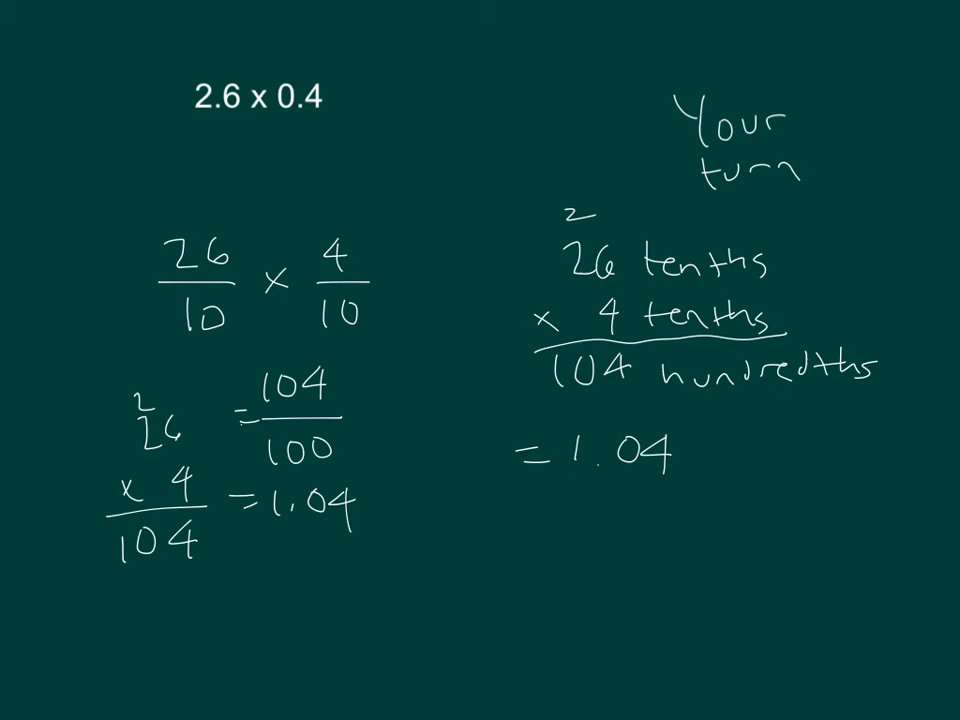 2.6 x 0.4
Your
turn
26/10 x 4/10
2
26
x 4
104
=104/100
=1.04
2
26 tenths
x 4 tenths
104 hundredths
=1.04